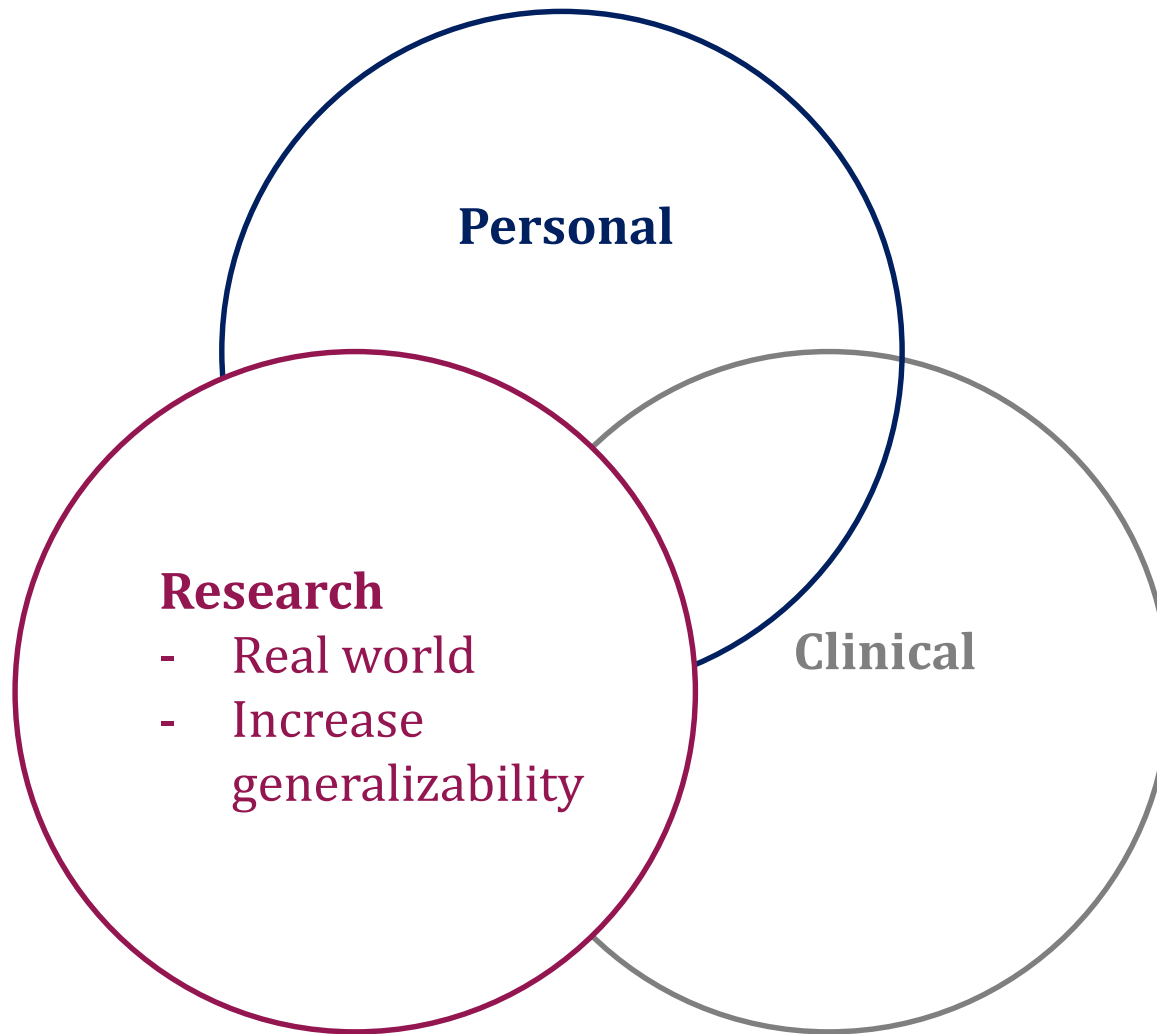 Personal
Research
- Real world
- Increase
generalizability
Clinical